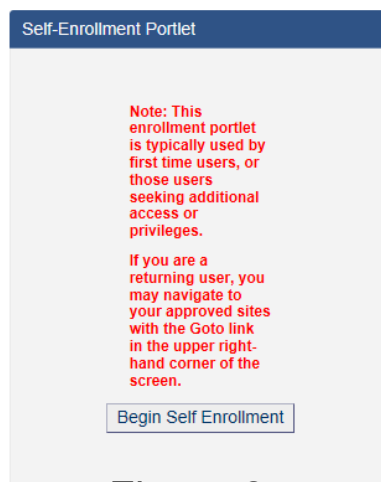 Self-Enrollment Portlet
Note: This
enrollment portlet
is typically used by
first time users, or
those users
seeking additional
access or
privileges.
If you are a
returning user, you
may navigate to
your approved sites
with the Goto link
in the upper right-
hand corner of the
screen.
Begin Self Enrollment